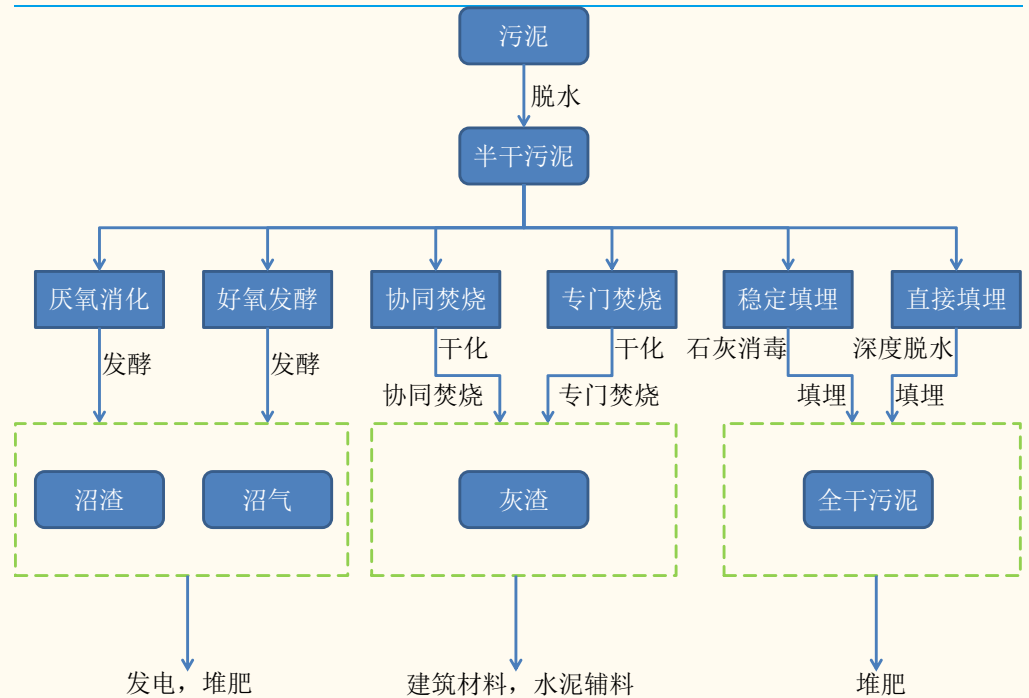 污泥
脱水
半干污泥
厌氧消化 好氧发酵 协同焚烧 专门焚烧 稳定填埋 直接填埋
发酵 发酵 干化 干化 石灰消毒 深度脱水
协同焚烧 专门焚烧 填埋 填埋
沼渣 沼气 灰渣 全干污泥
发电，堆肥 建筑材料，水泥辅料 堆肥